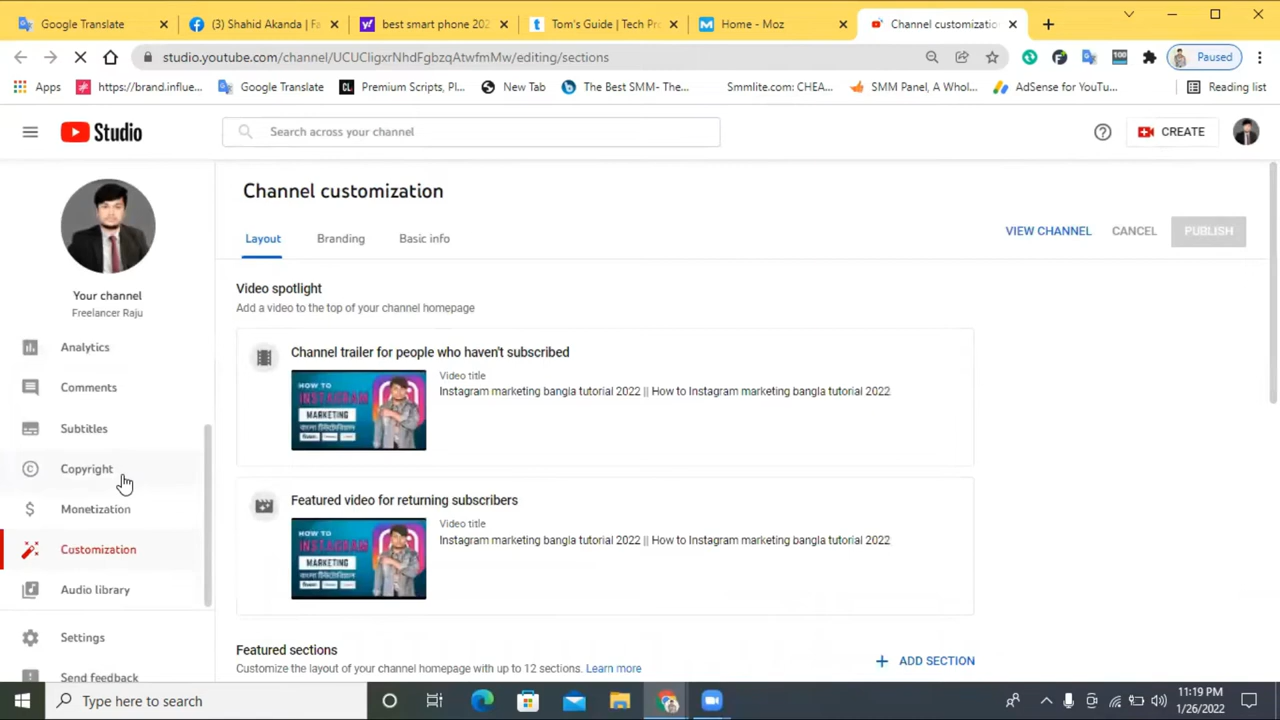 Google Translate
(3) Shahid Akanda | Fa
best smart phone 202
Tom's Guide | Tech Pr
Home - Moz
Channel customizatio
studio.youtube.com/channel/UCUCIigxrNhdFgbzqAtwfmMw/editing/sections
Paused
Apps
https://brand.influe...
Google Translate
Premium Scripts, Pl...
New Tab
The Best SMM- The...
Smmlite.com: CHEA...
SMM Panel, A Whol...
AdSense for YouTu...
Reading list
Studio
Search across your channel
CREATE
Channel customization
Layout
Branding
Basic info
VIEW CHANNEL
CANCEL
PUBLISH
Your channel
Freelancer Raju
Analytics
Comments
Subtitles
Copyright
Monetization
Customization
Audio library
Settings
Send feedback
Video spotlight
Add a video to the top of your channel homepage
Channel trailer for people who haven't subscribed
HOW TO
INSTAGRAM
MARKETING
বাংলা টিউটোরিয়াল
Video title
Instagram marketing bangla tutorial 2022 || How to Instagram marketing bangla tutorial 2022
Featured video for returning subscribers
HOW TO
INSTAGRAM
MARKETING
বাংলা টিউটোরিয়াল
Video title
Instagram marketing bangla tutorial 2022 || How to Instagram marketing bangla tutorial 2022
Featured sections
Customize the layout of your channel homepage with up to 12 sections. Learn more
ADD SECTION
Type here to search
11:19 PM
1/26/2022